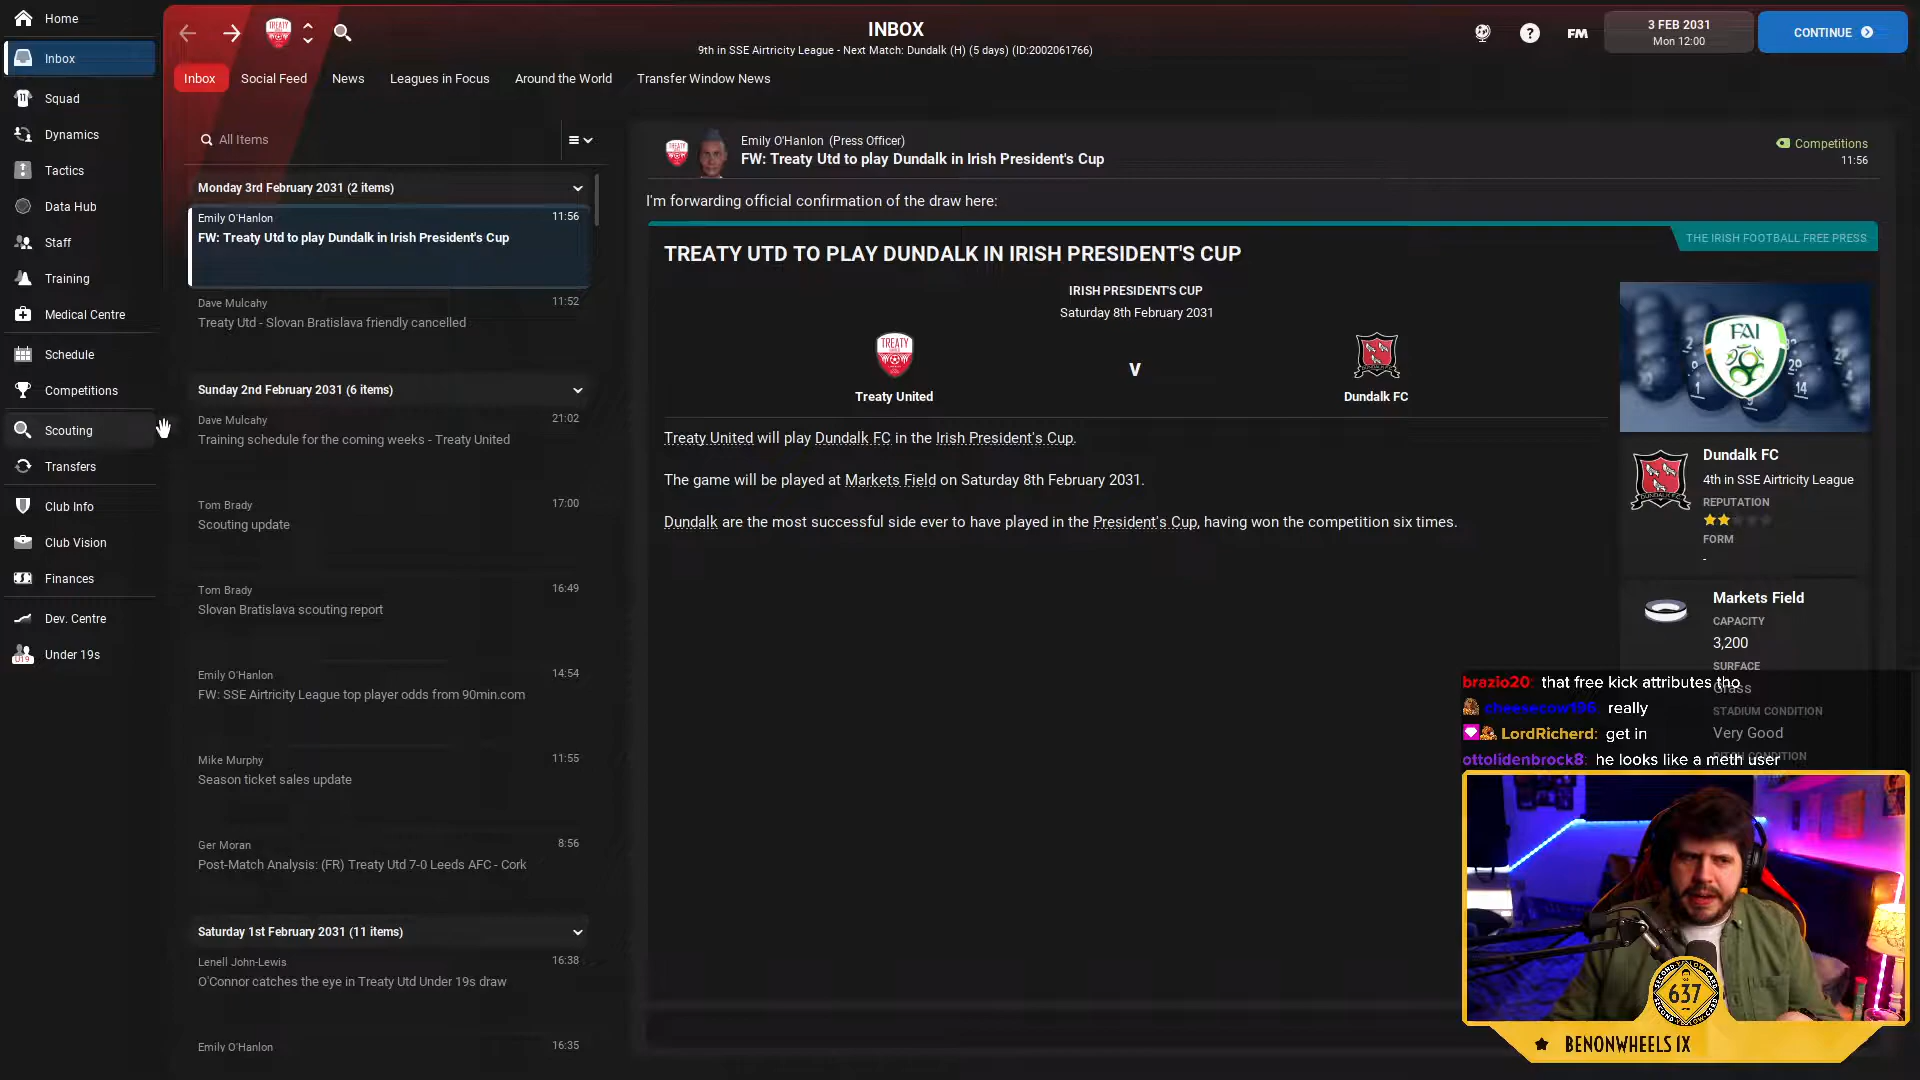 Home
Inbox
Squad
Dynamics
Tactics
Data Hub
Staff
Training
Medical Centre
Schedule
Competitions
Scouting
Transfers
Club Info
Club Vision
Finances
Dev. Centre
U19
Under 19s
TREATY
INBOX
9th in SSE Airtricity League - Next Match: Dundalk (H) (5 days) (ID:2002061766)
?
FM
3 FEB 2031
Mon 12:00
CONTINUE
Inbox
Social Feed
News
Leagues in Focus
Around the World
Transfer Window News
All Items
Monday 3rd February 2031 (2 items)
Emily O'Hanlon 11:56
FW: Treaty Utd to play Dundalk in Irish President's Cup
Dave Mulcahy 11:52
Treaty Utd - Slovan Bratislava friendly cancelled
Sunday 2nd February 2031 (6 items)
Dave Mulcahy 21:02
Training schedule for the coming weeks - Treaty United
Tom Brady 17:00
Scouting update
Tom Brady 16:49
Slovan Bratislava scouting report
Emily O'Hanlon 14:54
FW: SSE Airtricity League top player odds from 90min.com
Mike Murphy 11:55
Season ticket sales update
Ger Moran 8:56
Post-Match Analysis: (FR) Treaty Utd 7-0 Leeds AFC - Cork
Saturday 1st February 2031 (11 items)
Lenell John-Lewis 16:38
O'Connor catches the eye in Treaty Utd Under 19s draw
Emily O'Hanlon 16:35
Emily O'Hanlon (Press Officer)
FW: Treaty Utd to play Dundalk in Irish President's Cup
Competitions
11:56
I'm forwarding official confirmation of the draw here:
THE IRISH FOOTBALL FREE PRESS
TREATY UTD TO PLAY DUNDALK IN IRISH PRESIDENT'S CUP
IRISH PRESIDENT'S CUP
Saturday 8th February 2031
TREATY
V
Treaty United
Dundalk FC
Treaty United will play Dundalk FC in the Irish President's Cup.
The game will be played at Markets Field on Saturday 8th February 2031.
Dundalk are the most successful side ever to have played in the President's Cup, having won the competition six times.
FAI
Dundalk FC
4th in SSE Airtricity League
REPUTATION
FORM
-
Markets Field
CAPACITY
3,200
SURFACE
Grass
STADIUM CONDITION
Very Good
PITCH CONDITION
brazio20: that free kick attributes tho
cheesecow196: really
LordRicherd: get in
ottolidenbrock8: he looks like a meth user
SECOND YELLOW CARD
637
BENONWHEELS IX